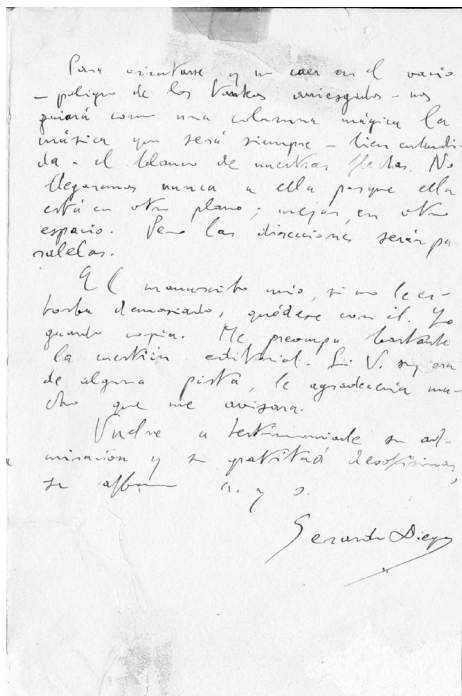 Para orientarse y no caer en el vacío
– peligro de los vuelos arriesgados – nos
guiará como una columna mágica la
música que será siempre – bien entendi-
da – el blanco de nuestras flechas. No
llegaremos nunca a ella porque ella
está en otro plano; mejor, en otro
espacio. Pero las direcciones serán pa-
ralelas.
El manuscrito mío, si no le es-
torba demasiado, quédese con él. Yo
guardo copia. Me preocupa bastante
la cuestión editorial. Si V. supiera
de alguna pista, le agradecería mu-
cho que me avisara.
Vuelve a testimoniarle su ad-
miración y su gratitud
su a. y s.
Gerardo Diego